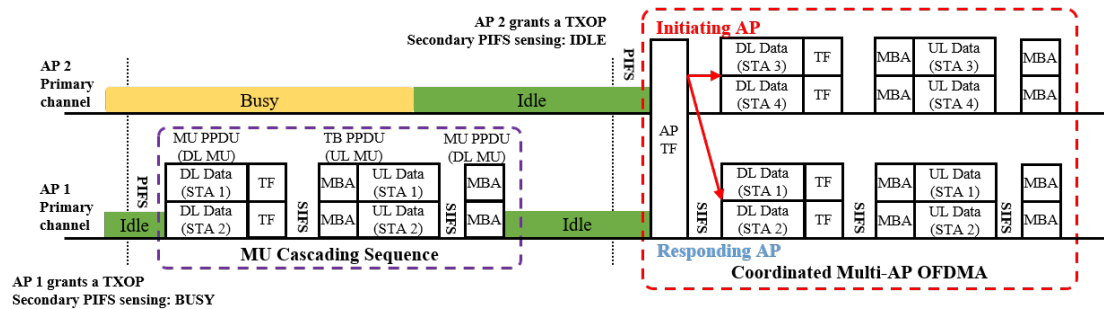 AP 2 grants a TXOP
Secondary PIFS sensing: IDLE
PIFS
Initiating AP
AP 2
Primary
channel
Busy
Idle
DL Data
(STA 3)
TF
MBA
UL Data
(STA 3)
MBA
DL Data
(STA 4)
TF
MBA
UL Data
(STA 4)
MBA
AP
TF
MU PPDU
(DL MU)
TB PPDU
(UL MU)
MU PPDU
(DL MU)
AP 1
Primary
channel
Idle
PIFS
DL Data
(STA 1)
TF
SIFS
MBA
UL Data
(STA 1)
SIFS
MBA
DL Data
(STA 2)
TF
MBA
UL Data
(STA 2)
MBA
Idle
SIFS
DL Data
(STA 1)
TF
SIFS
MBA
UL Data
(STA 1)
SIFS
MBA
DL Data
(STA 2)
TF
MBA
UL Data
(STA 2)
MBA
MU Cascading Sequence
Responding AP
Coordinated Multi-AP OFDMA
AP 1 grants a TXOP
Secondary PIFS sensing: BUSY